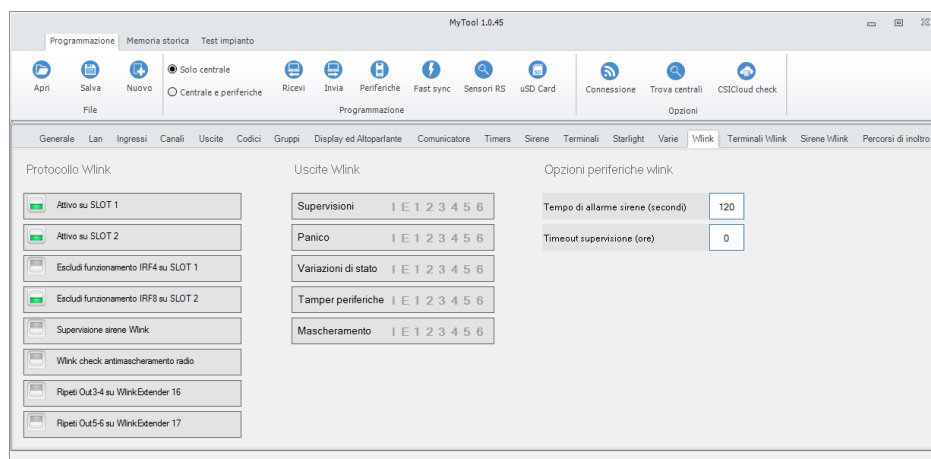 MyTool 1.0.45
Programmazione Memoria storica Test impianto
Solo centrale
Centrale e periferiche
Apri Salva Nuovo Ricevi Invia Periferiche Fast sync Sensori RS uSD Card Connessione Trova centrali CSICloud check
File Programmazione Opzioni
Generale Lan Ingressi Canali Uscite Codici Gruppi Display ed Altoparlante Comunicatore Timers Sirene Terminali Starlight Varie Wlink Terminali Wlink Sirene Wlink Percorsi di inoltro
Protocollo Wlink Uscite Wlink Opzioni periferiche wlink
Attivo su SLOT 1 Supervisioni I E 1 2 3 4 5 6 Tempo di allarme sirene (secondi) 120
Attivo su SLOT 2 Panico I E 1 2 3 4 5 6 Timeout supervisione (ore) 0
Escludi funzionamento IRF4 su SLOT 1 Variazioni di stato I E 1 2 3 4 5 6
Escludi funzionamento IRF8 su SLOT 2 Tamper periferiche I E 1 2 3 4 5 6
Supervisione sirene Wlink Mascheramento I E 1 2 3 4 5 6
Wlink check antimascheramento radio
Ripeti Out3-4 su WlinkExtender 16
Ripeti Out5-6 su WlinkExtender 17